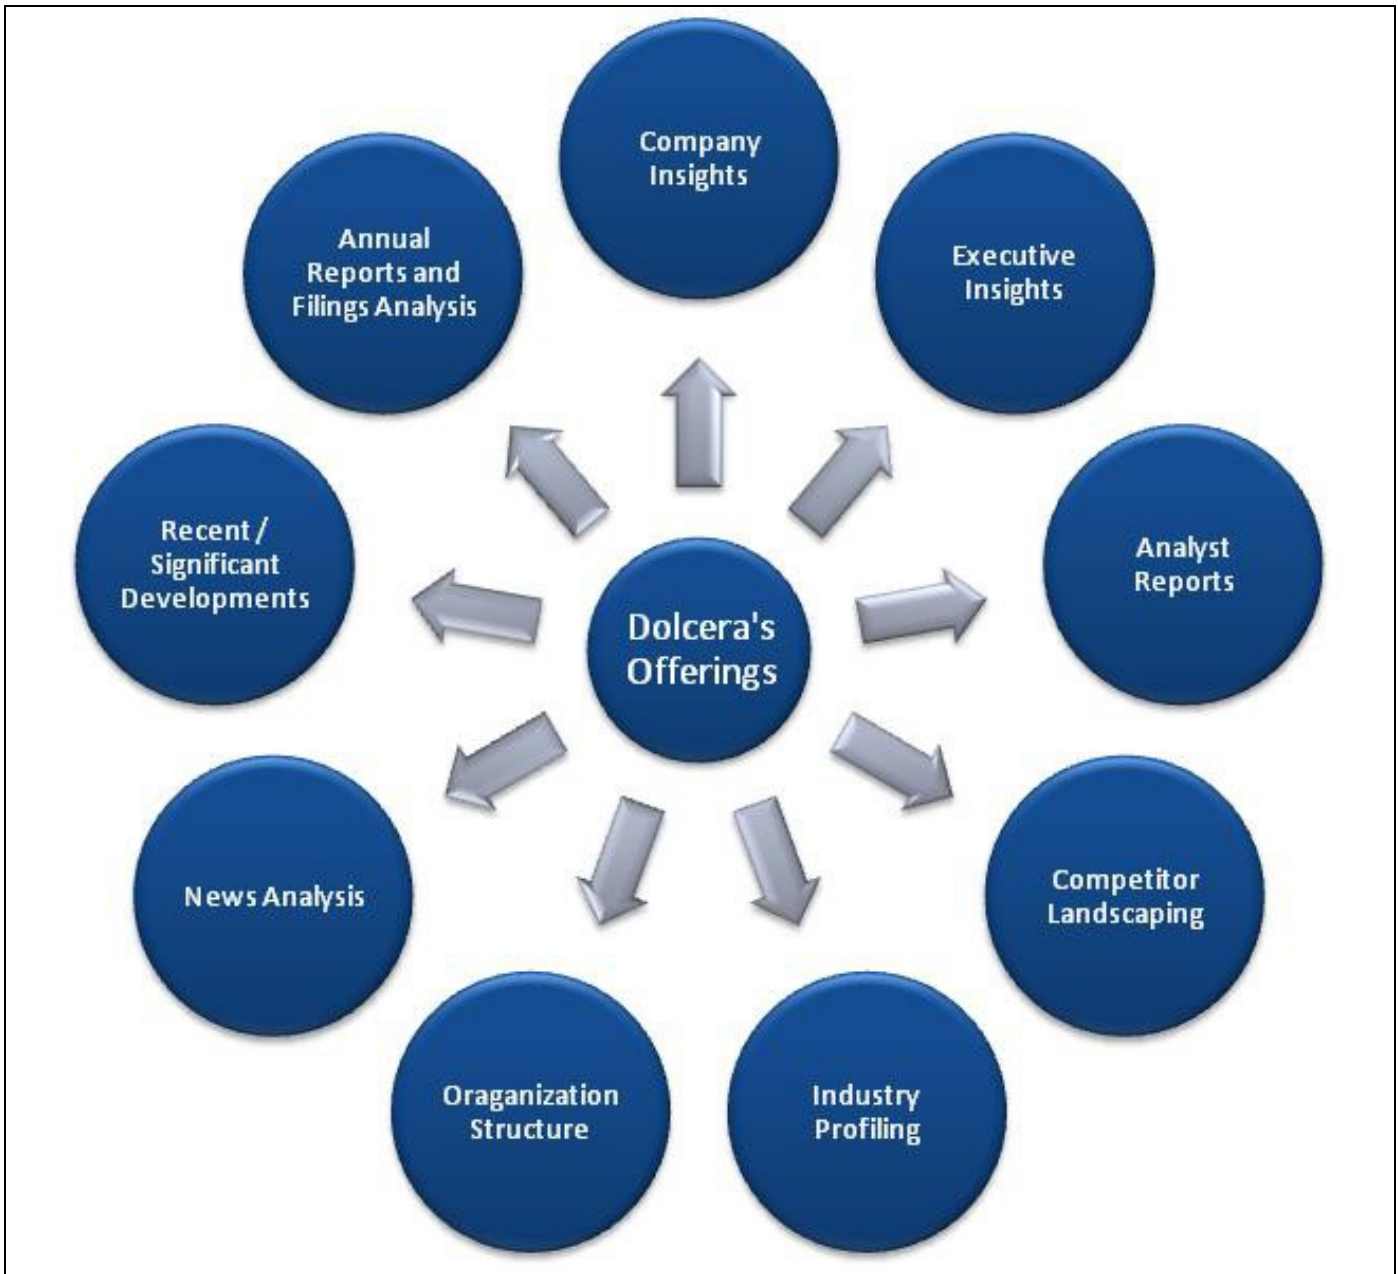 Company
Insights
Executive
Insights
Analyst
Reports
Competitor
Landscaping
Industry
Profiling
Oraganization
Structure
News Analysis
Recent /
Significant
Developments
Annual
Reports and
Filings Analysis
Dolcera's
Offerings